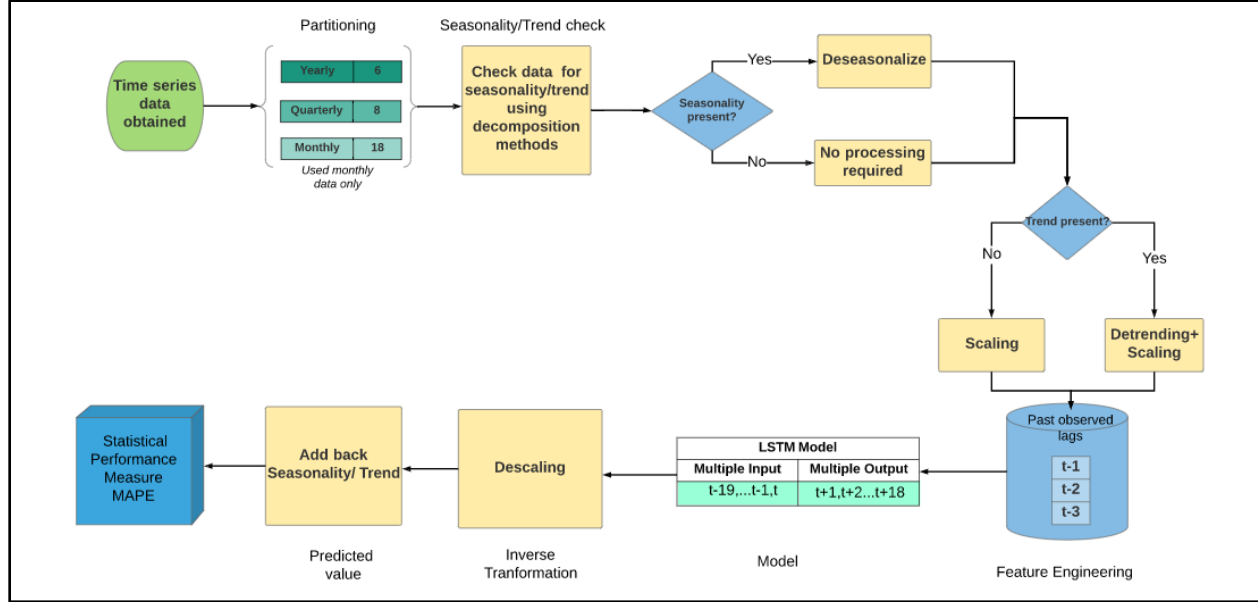 Partitioning
Seasonality/Trend check
Time series
data
obtained
Yearly 6
Quarterly 8
Monthly 18
Used monthly
data only
Check data for
seasonality/trend
using
decomposition
methods
Seasonality
present?
Yes
Deseasonalize
No
No processing
required
Trend present?
No
Yes
Scaling
Detrending+
Scaling
Past observed
lags
t-1
t-2
t-3
Feature Engineering
LSTM Model
Multiple Input Multiple Output
t-19,...t-1,t t+1,t+2...t+18
Model
Descaling
Inverse
Tranformation
Add back
Seasonality/ Trend
Predicted
value
Statistical
Performance
Measure
MAPE